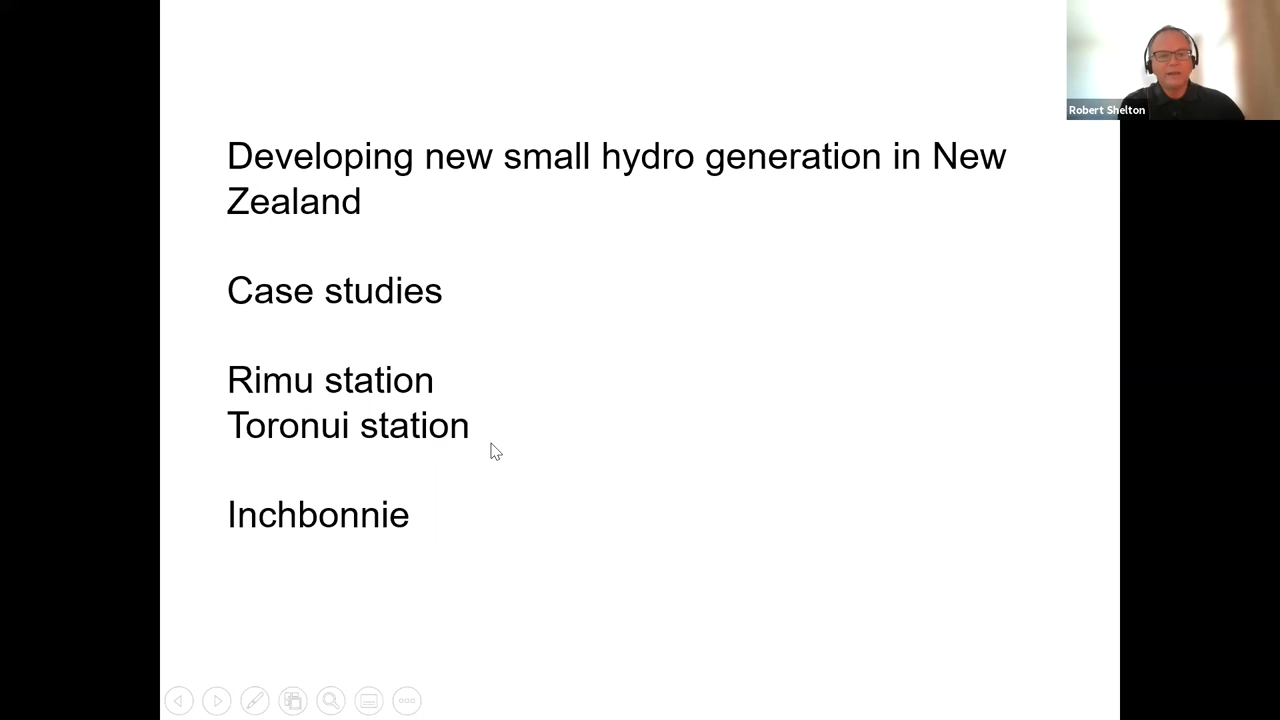 Developing new small hydro generation in New
Zealand
Case studies
Rimu station
Toronui station
Inchbonnie
Robert Shelton